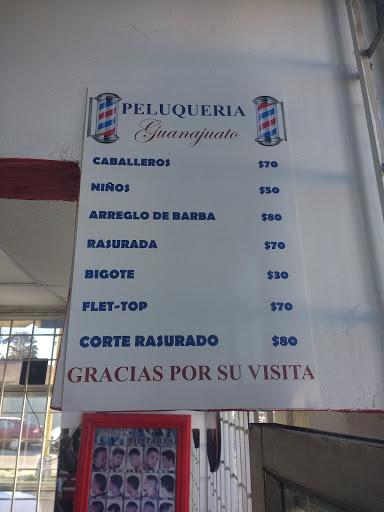 PELUQUERIA
Guanajuato
CABALLEROS $70
NIÑOS $50
ARREGLO DE BARBA $80
RASURADA $70
BIGOTE $30
FLET-TOP $70
CORTE RASURADO $80
GRACIAS POR SU VISITA